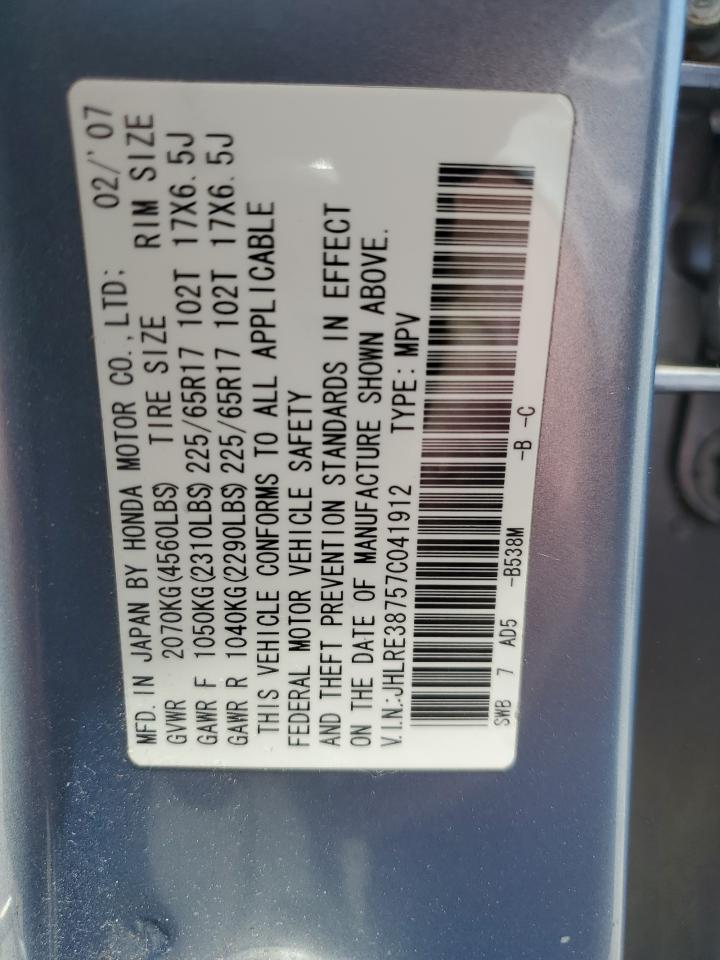 MFD. IN JAPAN BY HONDA MOTOR CO., LTD: 02/'07
GVWR 2070KG(4560LBS) TIRE SIZE RIM SIZE
GAWR F 1050KG(2310LBS) 225/65R17 102T 17X6.5J
GAWR R 1040KG(2290LBS) 225/65R17 102T 17X6.5J
THIS VEHICLE CONFORMS TO ALL APPLICABLE
FEDERAL MOTOR VEHICLE SAFETY
AND THEFT PREVENTION STANDARDS IN EFFECT
ON THE DATE OF MANUFACTURE SHOWN ABOVE.
V.I.N.:JHLRE38757C041912 TYPE: MPV
SWB 7 AD5 -B538M -B -C